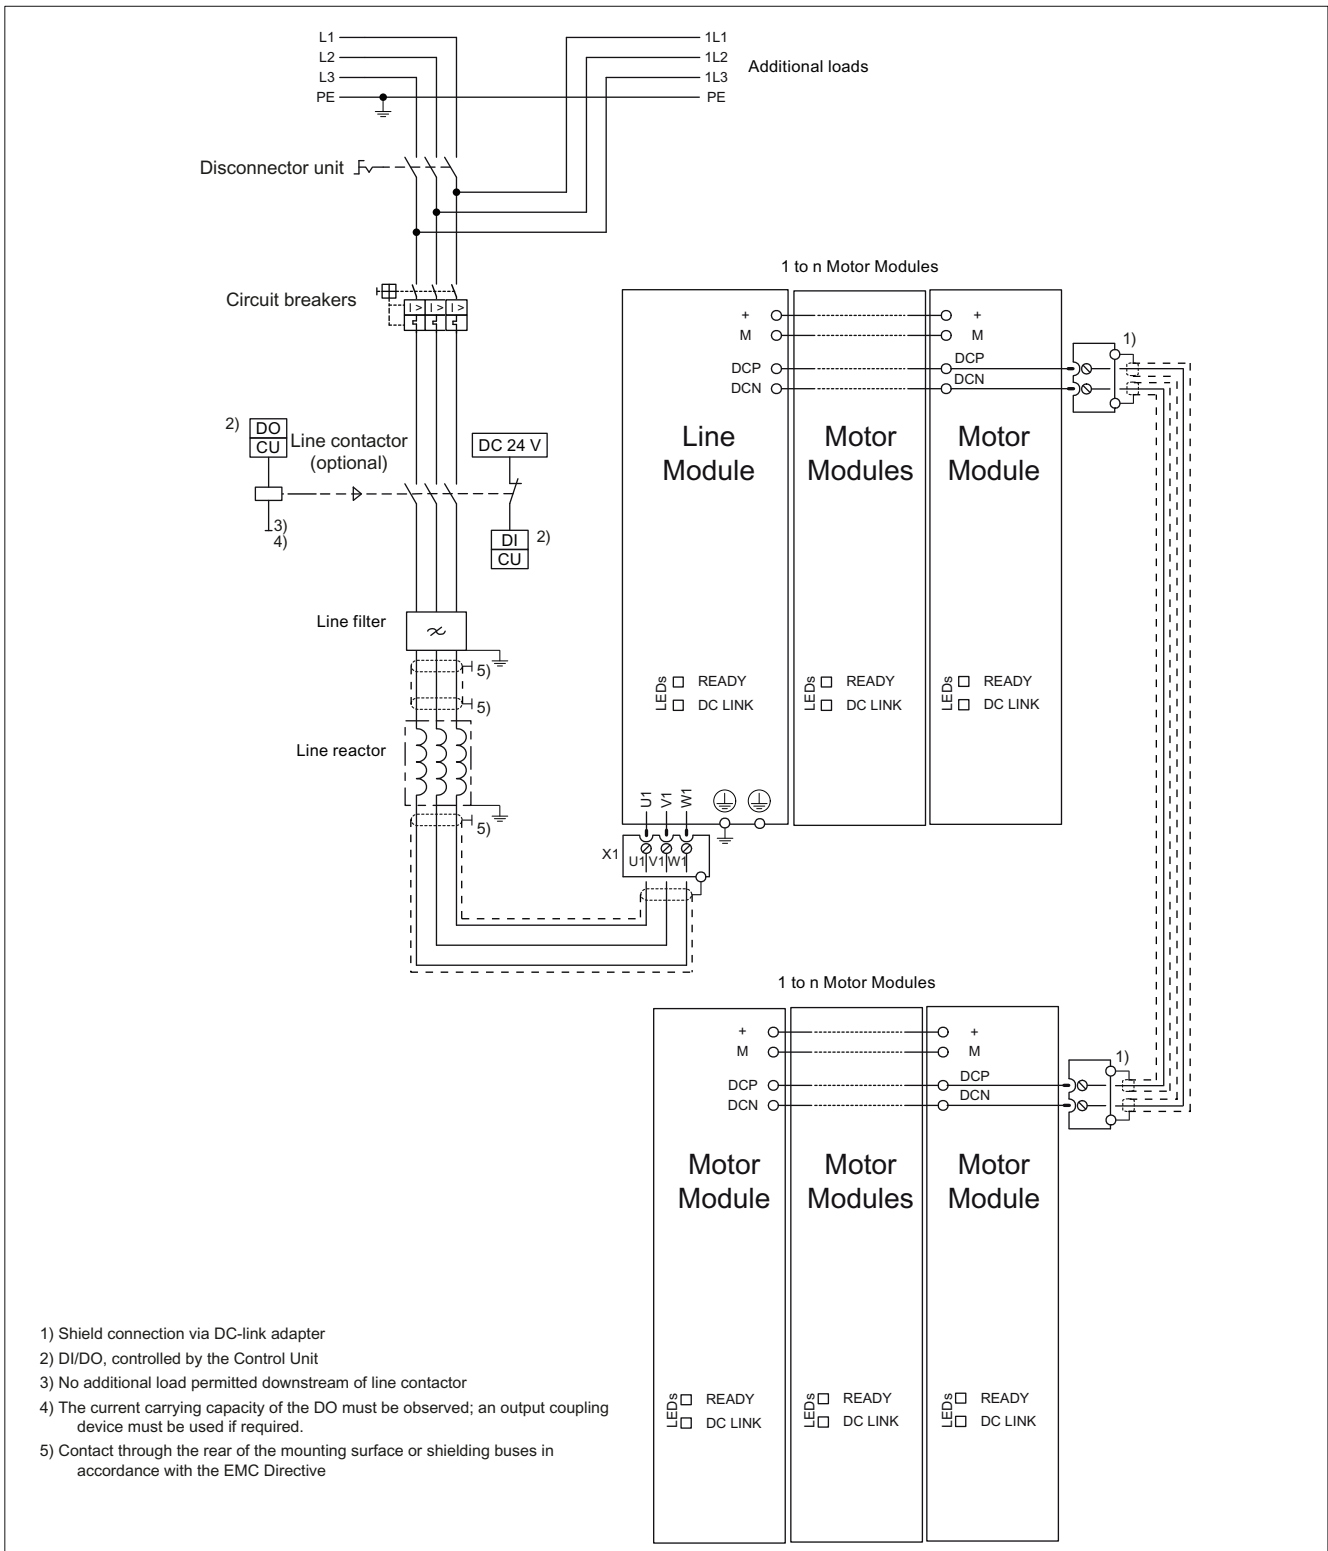 L1
L2
L3
PE
1L1
1L2
1L3
PE
Additional loads
Disconnector unit
Circuit breakers
I > I > I >
2)
DO
CU
Line contactor
(optional)
3)
4)
DC 24 V
DI
CU
2)
Line filter
5)
5)
Line reactor
5)
1 to n Motor Modules
+
M
DCP
DCN
+
M
DCP
DCN
1)
Line
Module
Motor
Modules
Motor
Module
LEDs
READY
DC LINK
LEDs
READY
DC LINK
LEDs
READY
DC LINK
U1
V1
W1
X1
U1 V1 W1
1 to n Motor Modules
+
M
DCP
DCN
+
M
DCP
DCN
1)
Motor
Module
Motor
Modules
Motor
Module
LEDs
READY
DC LINK
LEDs
READY
DC LINK
LEDs
READY
DC LINK
1) Shield connection via DC-link adapter
2) DI/DO, controlled by the Control Unit
3) No additional load permitted downstream of line contactor
4) The current carrying capacity of the DO must be observed; an output coupling
device must be used if required.
5) Contact through the rear of the mounting surface or shielding buses in
accordance with the EMC Directive